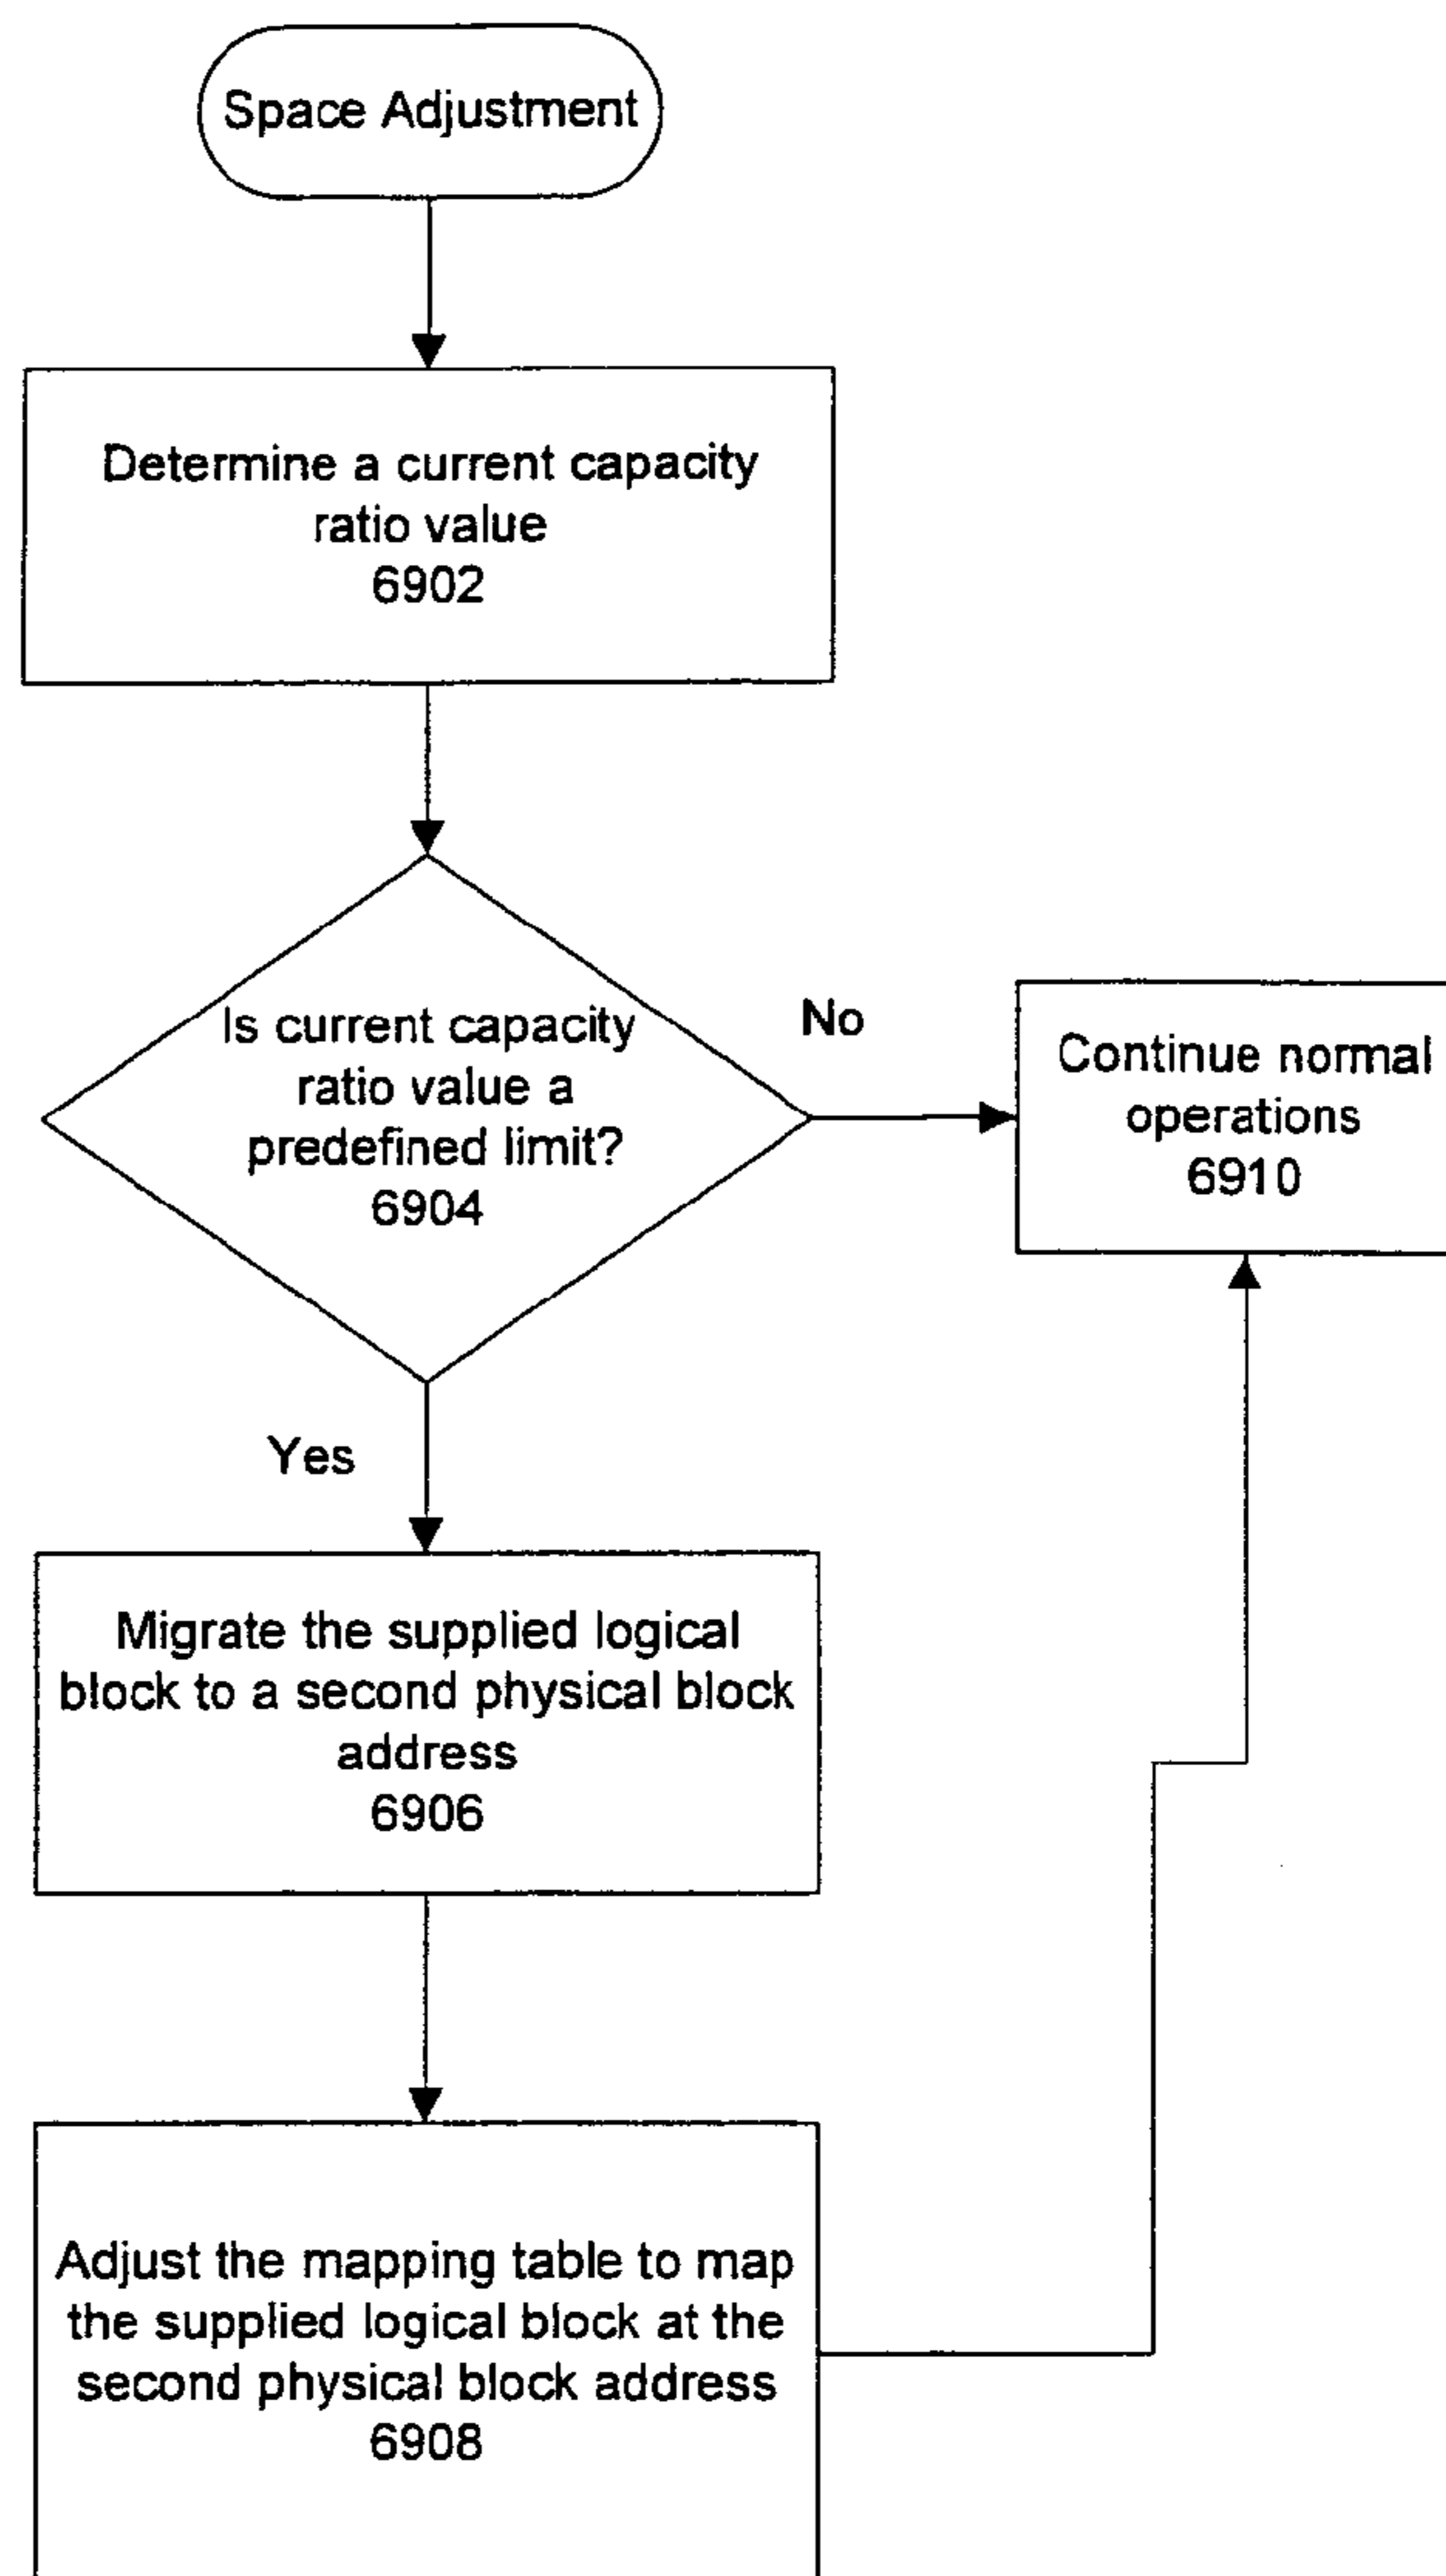 Space Adjustment
Determine a current capacity
ratio value
6902
Is current capacity
ratio value a
predefined limit?
6904
No
Continue normal
operations
6910
Yes
Migrate the supplied logical
block to a second physical block
address
6906
Adjust the mapping table to map
the supplied logical block at the
second physical block address
6908